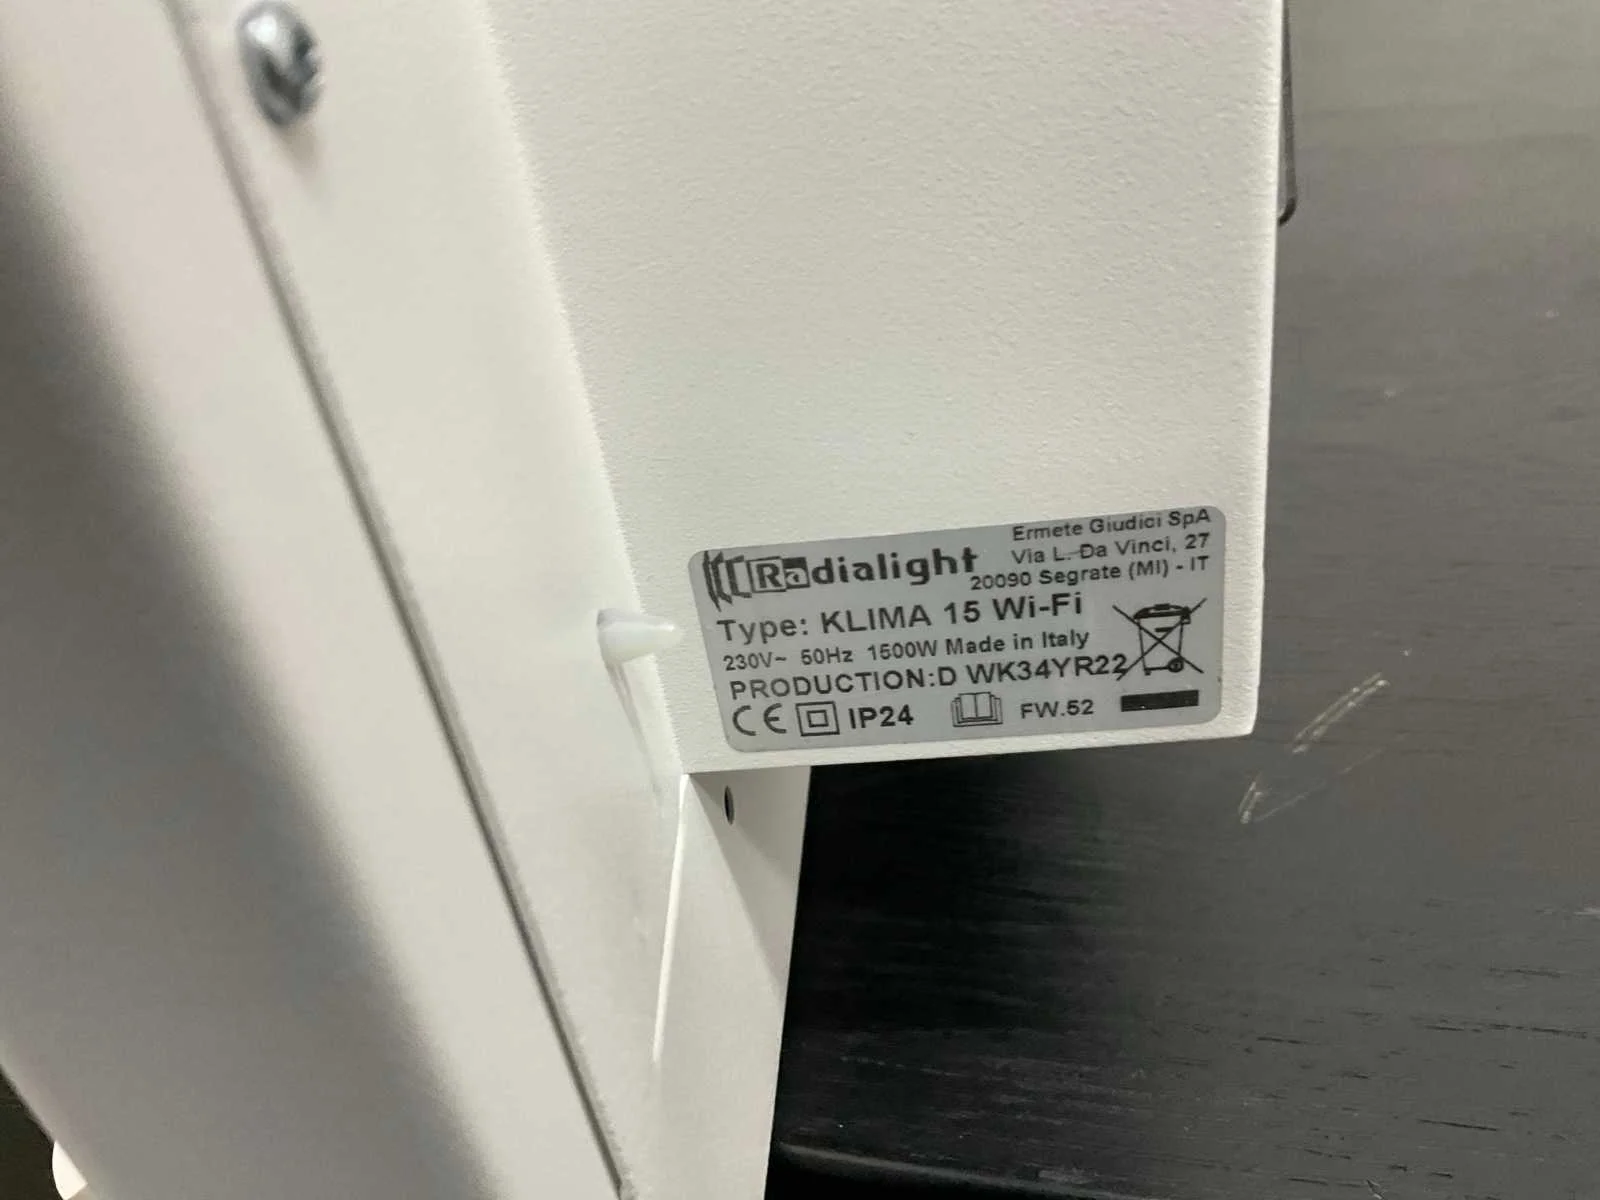 Radialight
Ermete Giudici SpA
Via L. Da Vinci, 27
20090 Segrate (MI) - IT
Type: KLIMA 15 Wi-Fi
230V~ 50Hz 1500W Made in Italy
PRODUCTION:D WK34YR22
CE IP24 FW.52